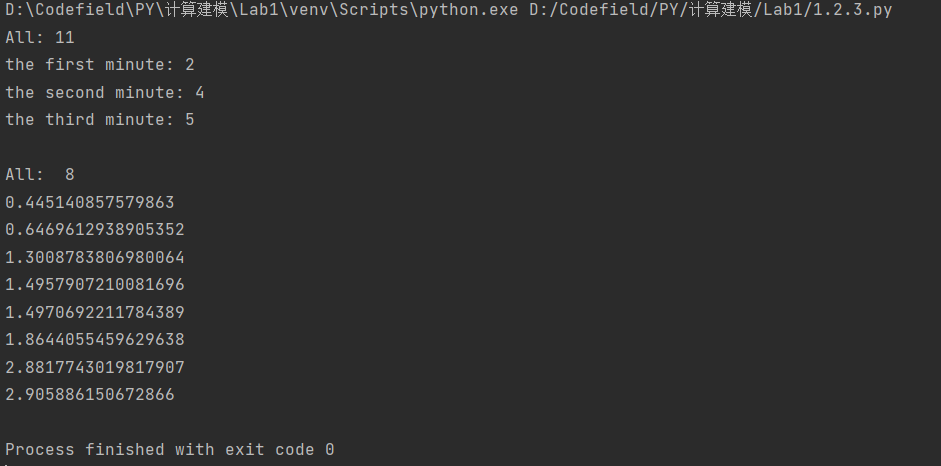 D:\Codefield\PY\计算建模\Lab1\venv\Scripts\python.exe D:/Codefield/PY/计算建模/Lab1/1.2.3.py
All: 11
the first minute: 2
the second minute: 4
the third minute: 5
All:  8
0.445140857579863
0.6469612938905352
1.3008783806980064
1.4957907210081696
1.4970692211784389
1.8644055459629638
2.8817743019817907
2.905886150672866
Process finished with exit code 0